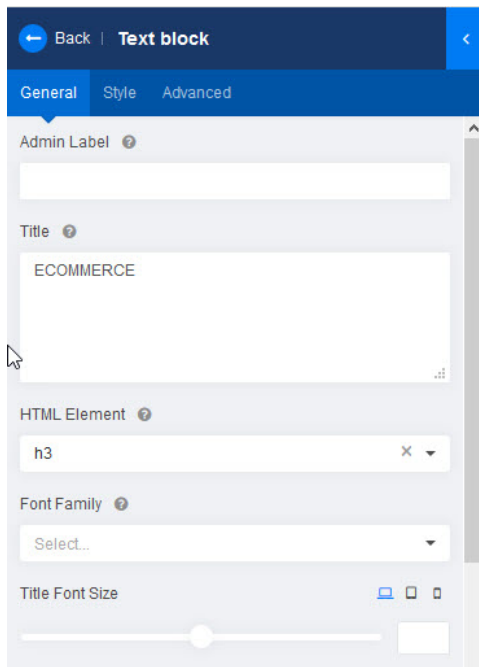 Back | Text block
General Style Advanced
Admin Label
Title
ECOMMERCE
HTML Element
h3
Font Family
Select...
Title Font Size